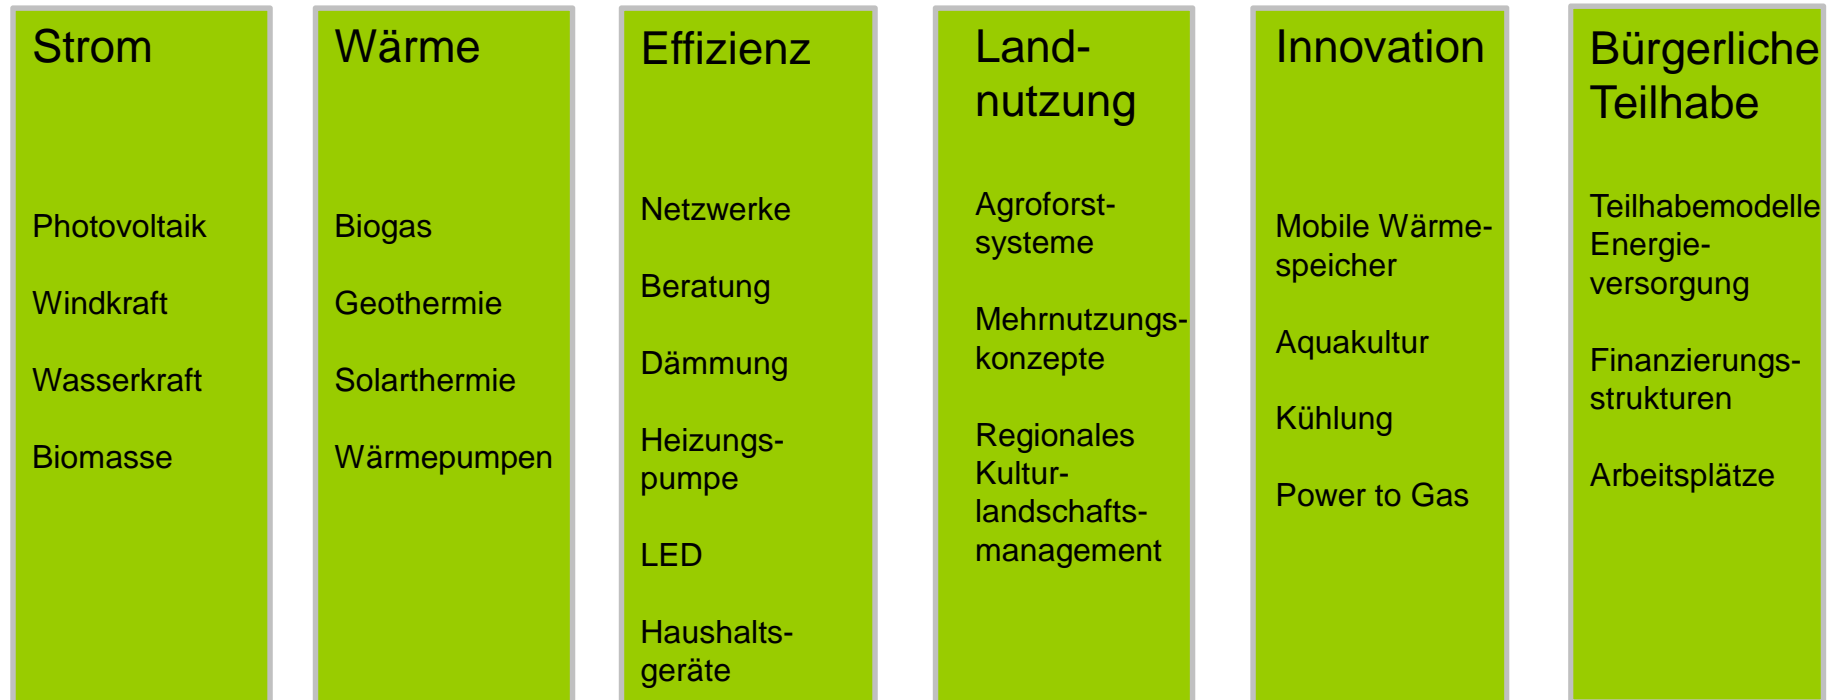 Strom
Photovoltaik
Windkraft
Wasserkraft
Biomasse
Wärme
Biogas
Geothermie
Solarthermie
Wärmepumpen
Effizienz
Netzwerke
Beratung
Dämmung
Heizungs-
pumpe
LED
Haushalts-
geräte
Land-
nutzung
Agroforst-
systeme
Mehrnutzungs-
konzepte
Regionales
Kultur-
landschafts-
management
Innovation
Mobile Wärme-
speicher
Aquakultur
Kühlung
Power to Gas
Bürgerliche
Teilhabe
Teilhabemodelle
Energie-
versorgung
Finanzierungs-
strukturen
Arbeitsplätze